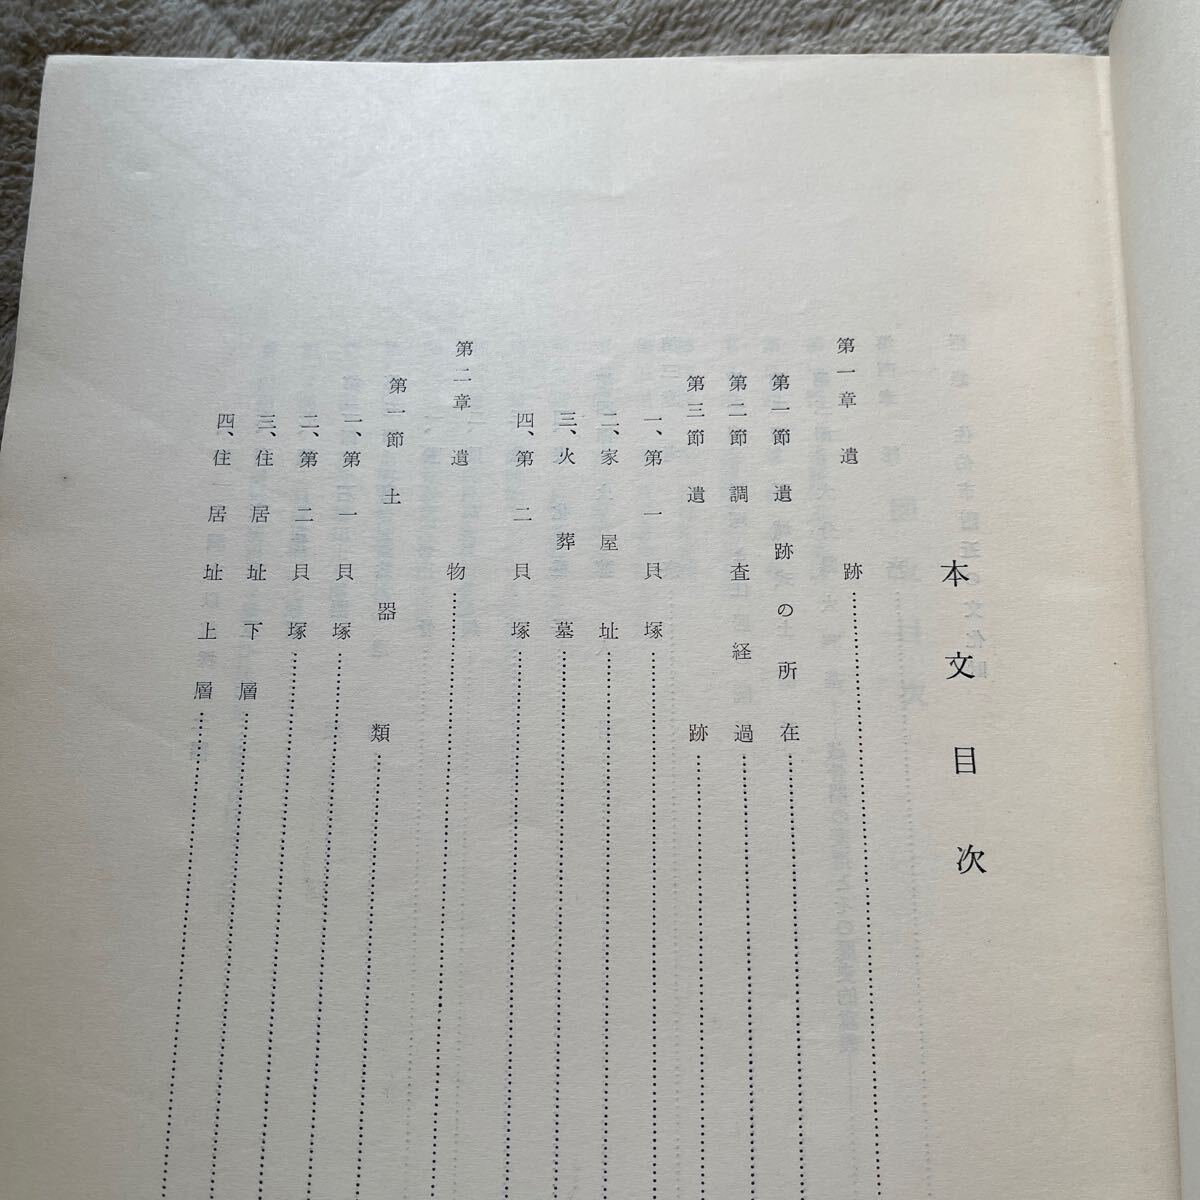 本文目次
第一章 遺跡
第一節 遺跡の所在
第二節 調査経過
第三節 遺跡
一、第一貝塚
二、家屋址
三、火葬墓
四、第二貝塚
第二章 遺物
第一節 土器類
一、第一貝塚
二、第二貝塚
三、住居址下層
四、住居址上層